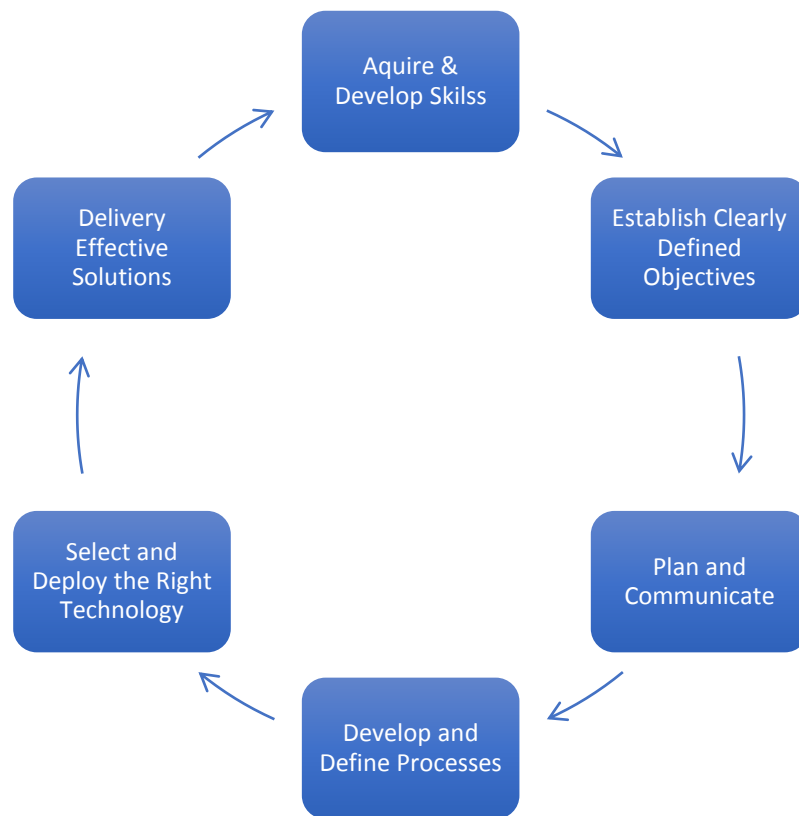 Aquire &
Develop Skilss
Establish Clearly
Defined
Objectives
Plan and
Communicate
Develop and
Define Processes
Select and
Deploy the Right
Technology
Delivery
Effective
Solutions